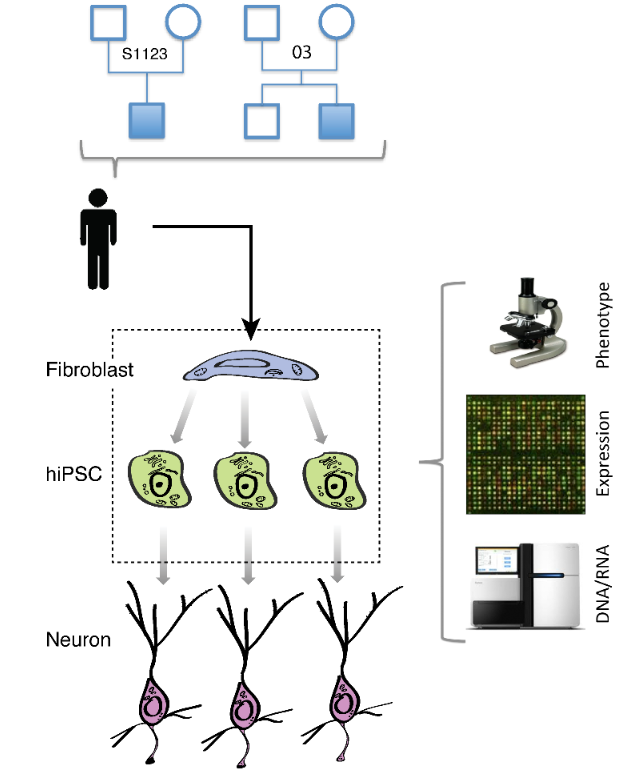 S1123
03
Phenotype
Fibroblast
hiPSC
Expression
DNA/RNA
Neuron